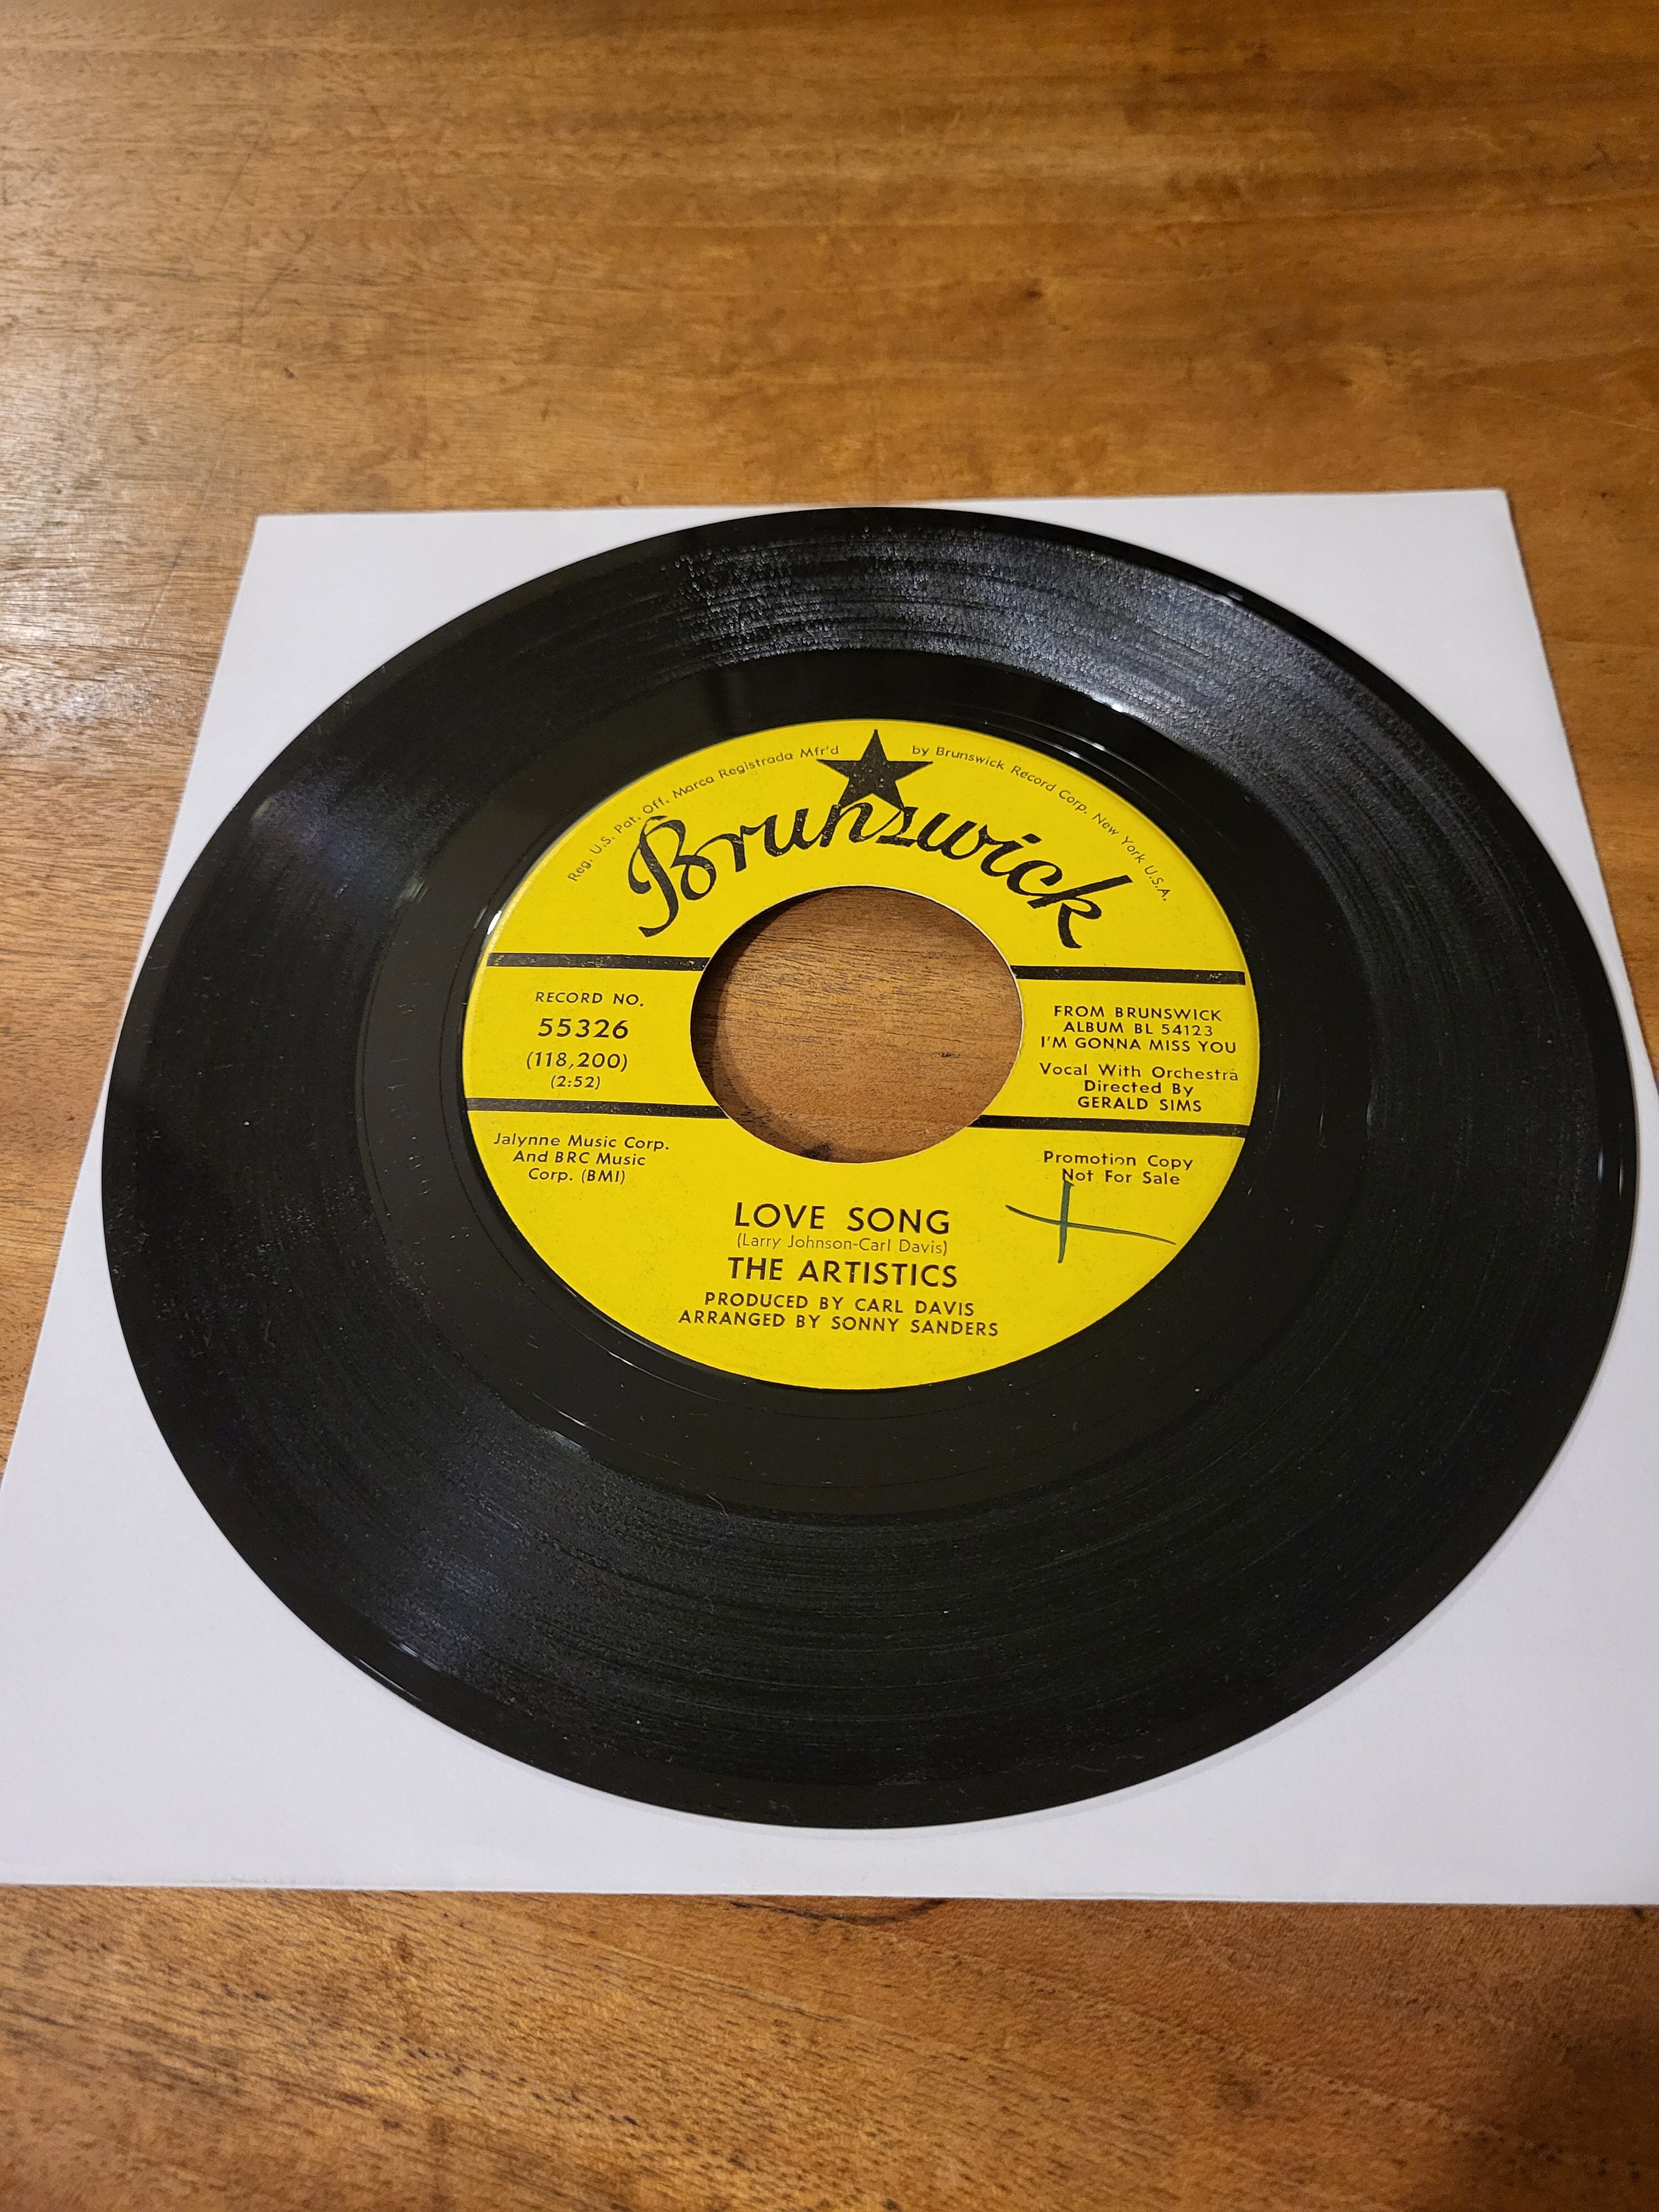 Reg. U.S. Pat. Off. Marca Registrada Mfr'd by Brunswick Record Corp. New York U.S.A.
Brunswick
RECORD NO.
55326
(118,200)
(2:52)
FROM BRUNSWICK
ALBUM BL 54123
I'M GONNA MISS YOU
Vocal With Orchestra
Directed By
GERALD SIMS
Jalynne Music Corp.
And BRC Music
Corp. (BMI)
Promotion Copy
Not For Sale
LOVE SONG
(Larry Johnson-Carl Davis)
THE ARTISTICS
PRODUCED BY CARL DAVIS
ARRANGED BY SONNY SANDERS